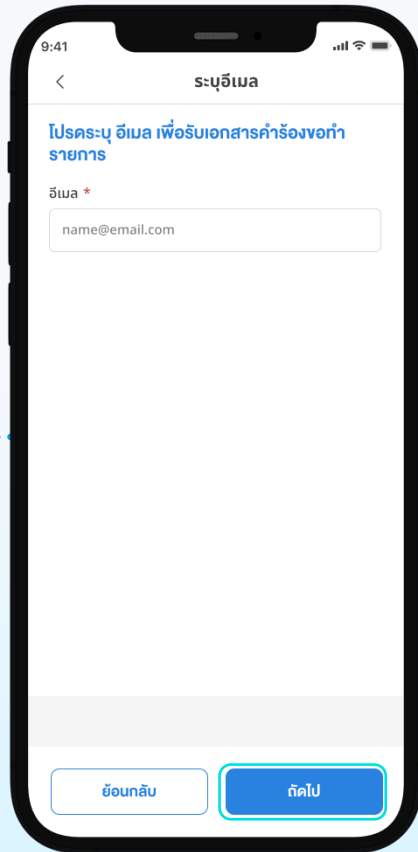 9:41
ระบุอีเมล
โปรดระบุ อีเมล เพื่อรับเอกสารคำร้องขอทำ
รายการ
อีเมล *
name@email.com
ย้อนกลับ
ถัดไป